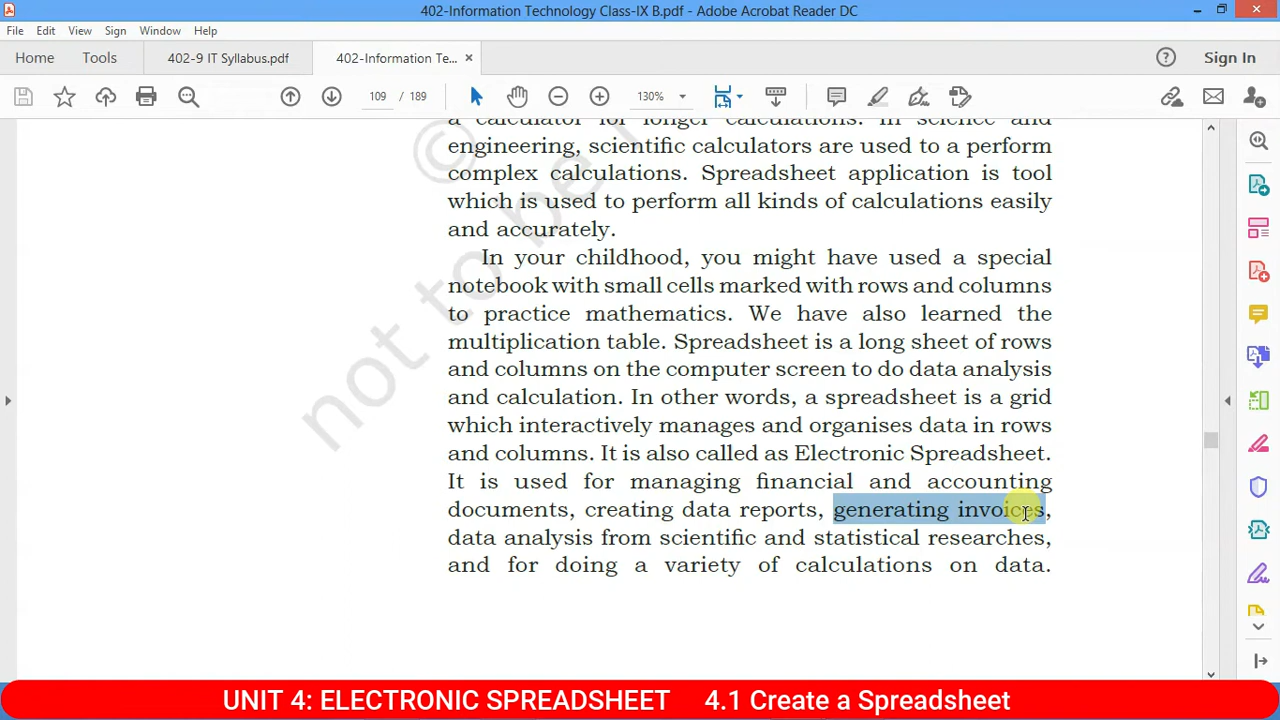 402-Information Technology Class-IX B.pdf - Adobe Acrobat Reader DC
File Edit View Sign Window Help
Home Tools 402-9 IT Syllabus.pdf 402-Information Te... × Sign In
109 / 189 130%
a calculator for longer calculations. In science and
engineering, scientific calculators are used to a perform
complex calculations. Spreadsheet application is tool
which is used to perform all kinds of calculations easily
and accurately.
In your childhood, you might have used a special
notebook with small cells marked with rows and columns
to practice mathematics. We have also learned the
multiplication table. Spreadsheet is a long sheet of rows
and columns on the computer screen to do data analysis
and calculation. In other words, a spreadsheet is a grid
which interactively manages and organises data in rows
and columns. It is also called as Electronic Spreadsheet.
It is used for managing financial and accounting
documents, creating data reports, generating invoices,
data analysis from scientific and statistical researches,
and for doing a variety of calculations on data.
© not to be
UNIT 4: ELECTRONIC SPREADSHEET 4.1 Create a Spreadsheet